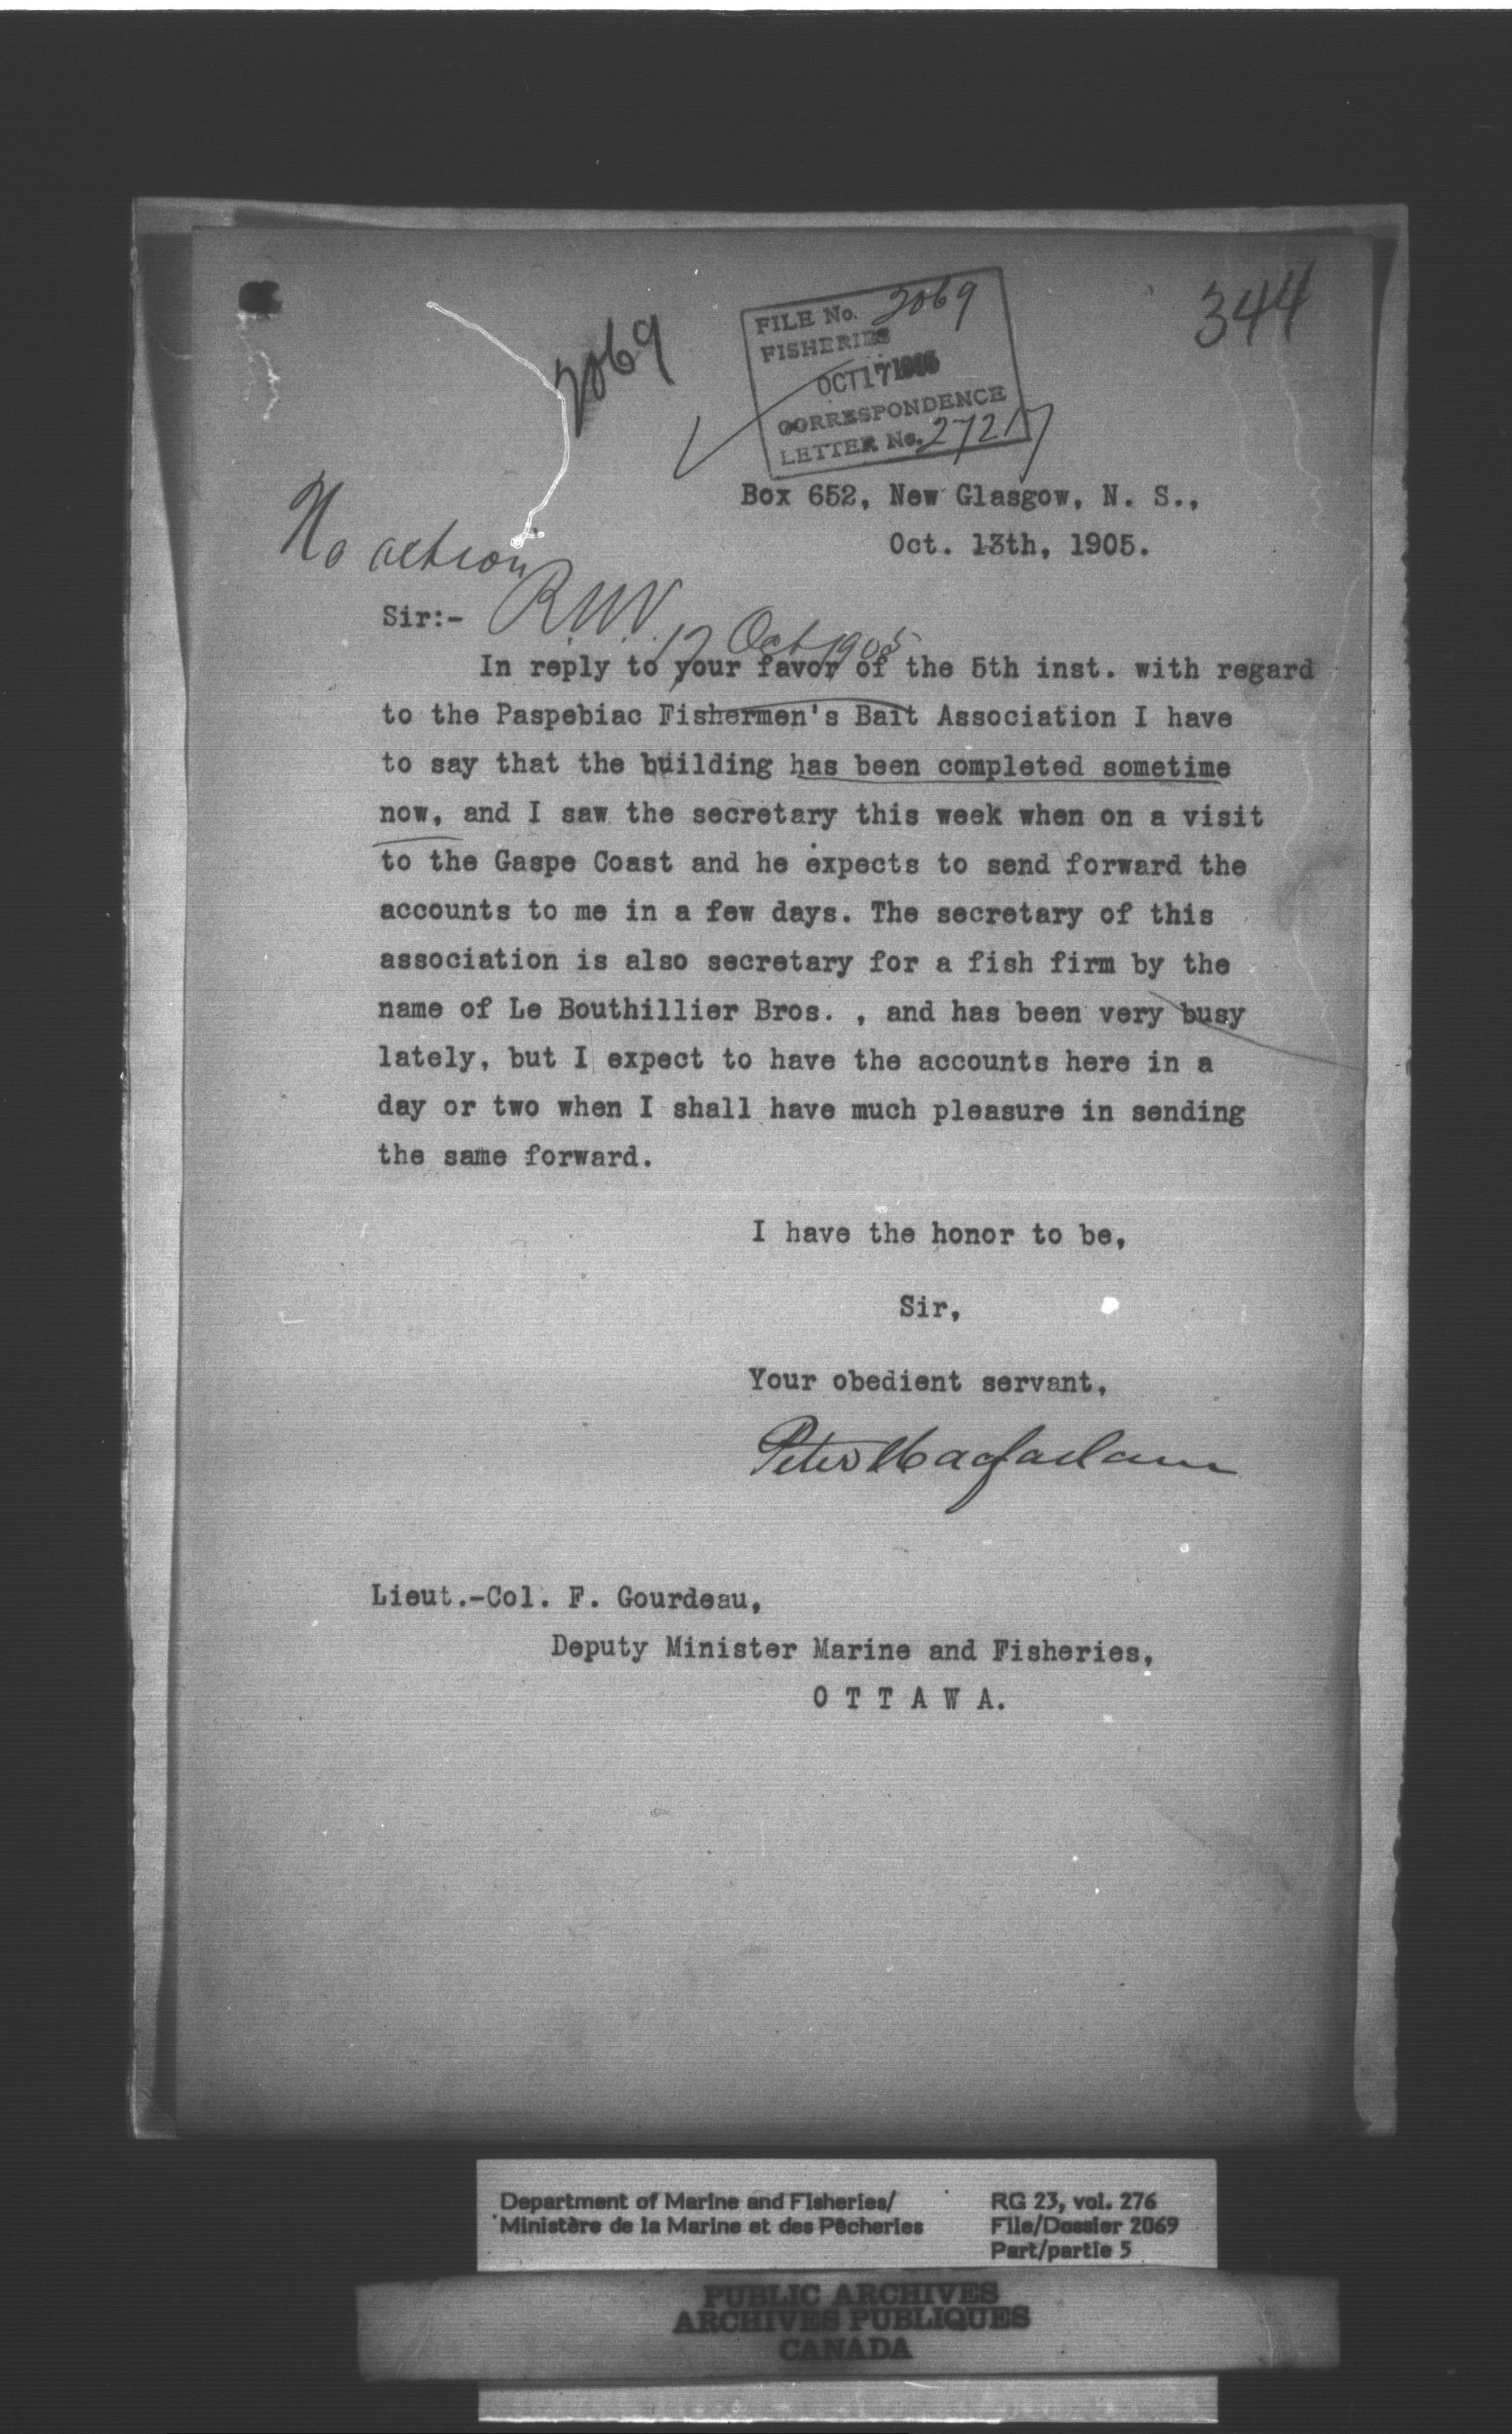 344
2069
FILE No. 2069
FISHERIES
OCT 17 1905
CORRESPONDENCE
LETTER No. 27217
Box 652, New Glasgow, N. S.,
Oct. 13th, 1905.
No action
Sir:-
17 Oct 1905
In reply to your favor of the 5th inst. with regard
to the Paspebiac Fishermen's Bait Association I have
to say that the building has been completed sometime
now, and I saw the secretary this week when on a visit
to the Gaspe Coast and he expects to send forward the
accounts to me in a few days. The secretary of this
association is also secretary for a fish firm by the
name of Le Bouthillier Bros. , and has been very busy
lately, but I expect to have the accounts here in a
day or two when I shall have much pleasure in sending
the same forward.
I have the honor to be,
Sir,
Your obedient servant,
Peter Macfarlane
Lieut.-Col. F. Gourdeau,
Deputy Minister Marine and Fisheries,
O T T A W A.
Department of Marine and Fisheries/
Ministère de la Marine et des Pêcheries
RG 23, vol. 276
File/Dossier 2069
Part/partie 5
PUBLIC ARCHIVES
ARCHIVES PUBLIQUES
CANADA